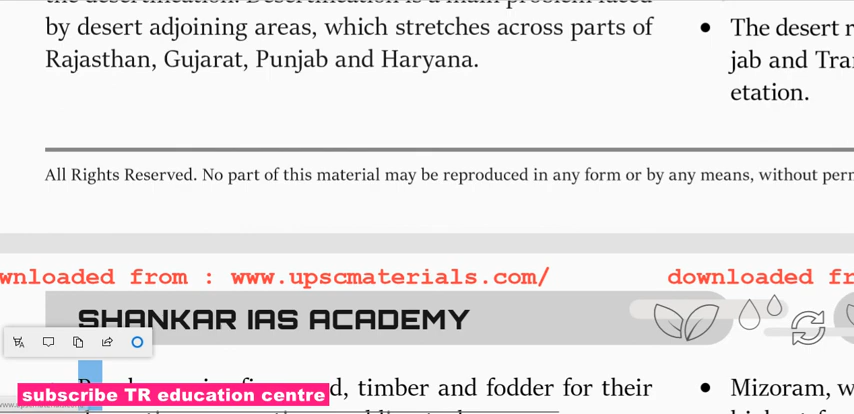 by desert adjoining areas, which stretches across parts of
Rajasthan, Gujarat, Punjab and Haryana.
The desert r
jab and Tra
etation.
All Rights Reserved. No part of this material may be reproduced in any form or by any means, without perm
wnloaded from : www.upscmaterials.com/
downloaded fr
SHANKAR IAS ACADEMY
d, timber and fodder for their
subscribe TR education centre
Mizoram, w